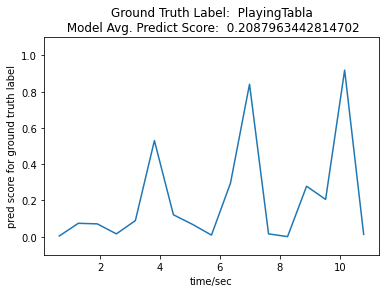 Ground Truth Label:  PlayingTabla
Model Avg. Predict Score:  0.2087963442814702
pred score for ground truth label
1.0
0.8
0.6
0.4
0.2
0.0
2 4 6 8 10
time/sec